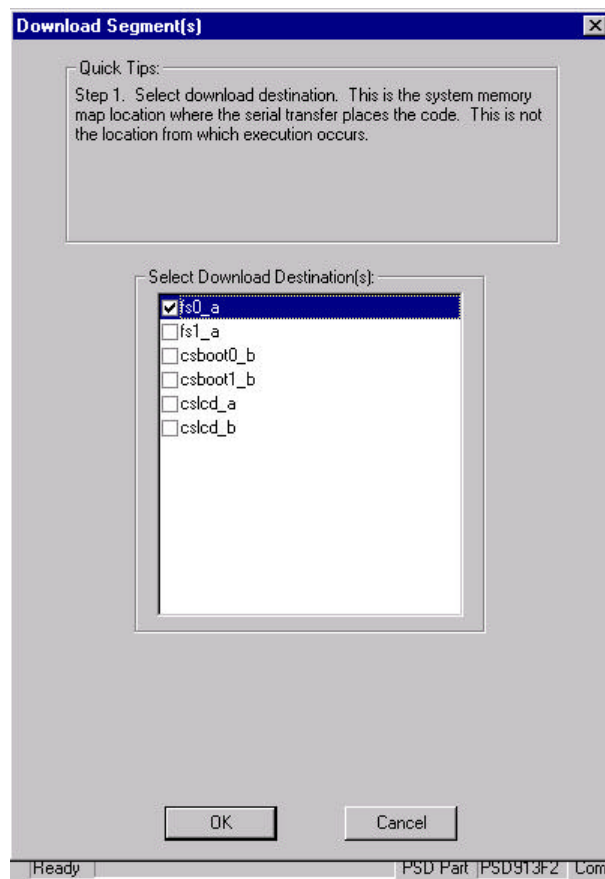 Download Segment(s)
Quick Tips:
Step 1. Select download destination. This is the system memory
map location where the serial transfer places the code. This is not
the location from which execution occurs.
Select Download Destination(s):
fs0_a
fs1_a
csboot0_b
csboot1_b
cslcd_a
cslcd_b
OK Cancel
Ready PSD Part PSD913F2 Com